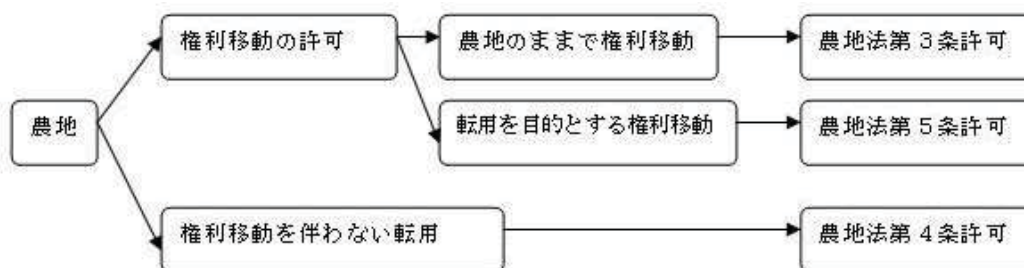 権利移動の許可
農地のままで権利移動
農地法第３条許可
農地
転用を目的とする権利移動
農地法第５条許可
権利移動を伴わない転用
農地法第４条許可